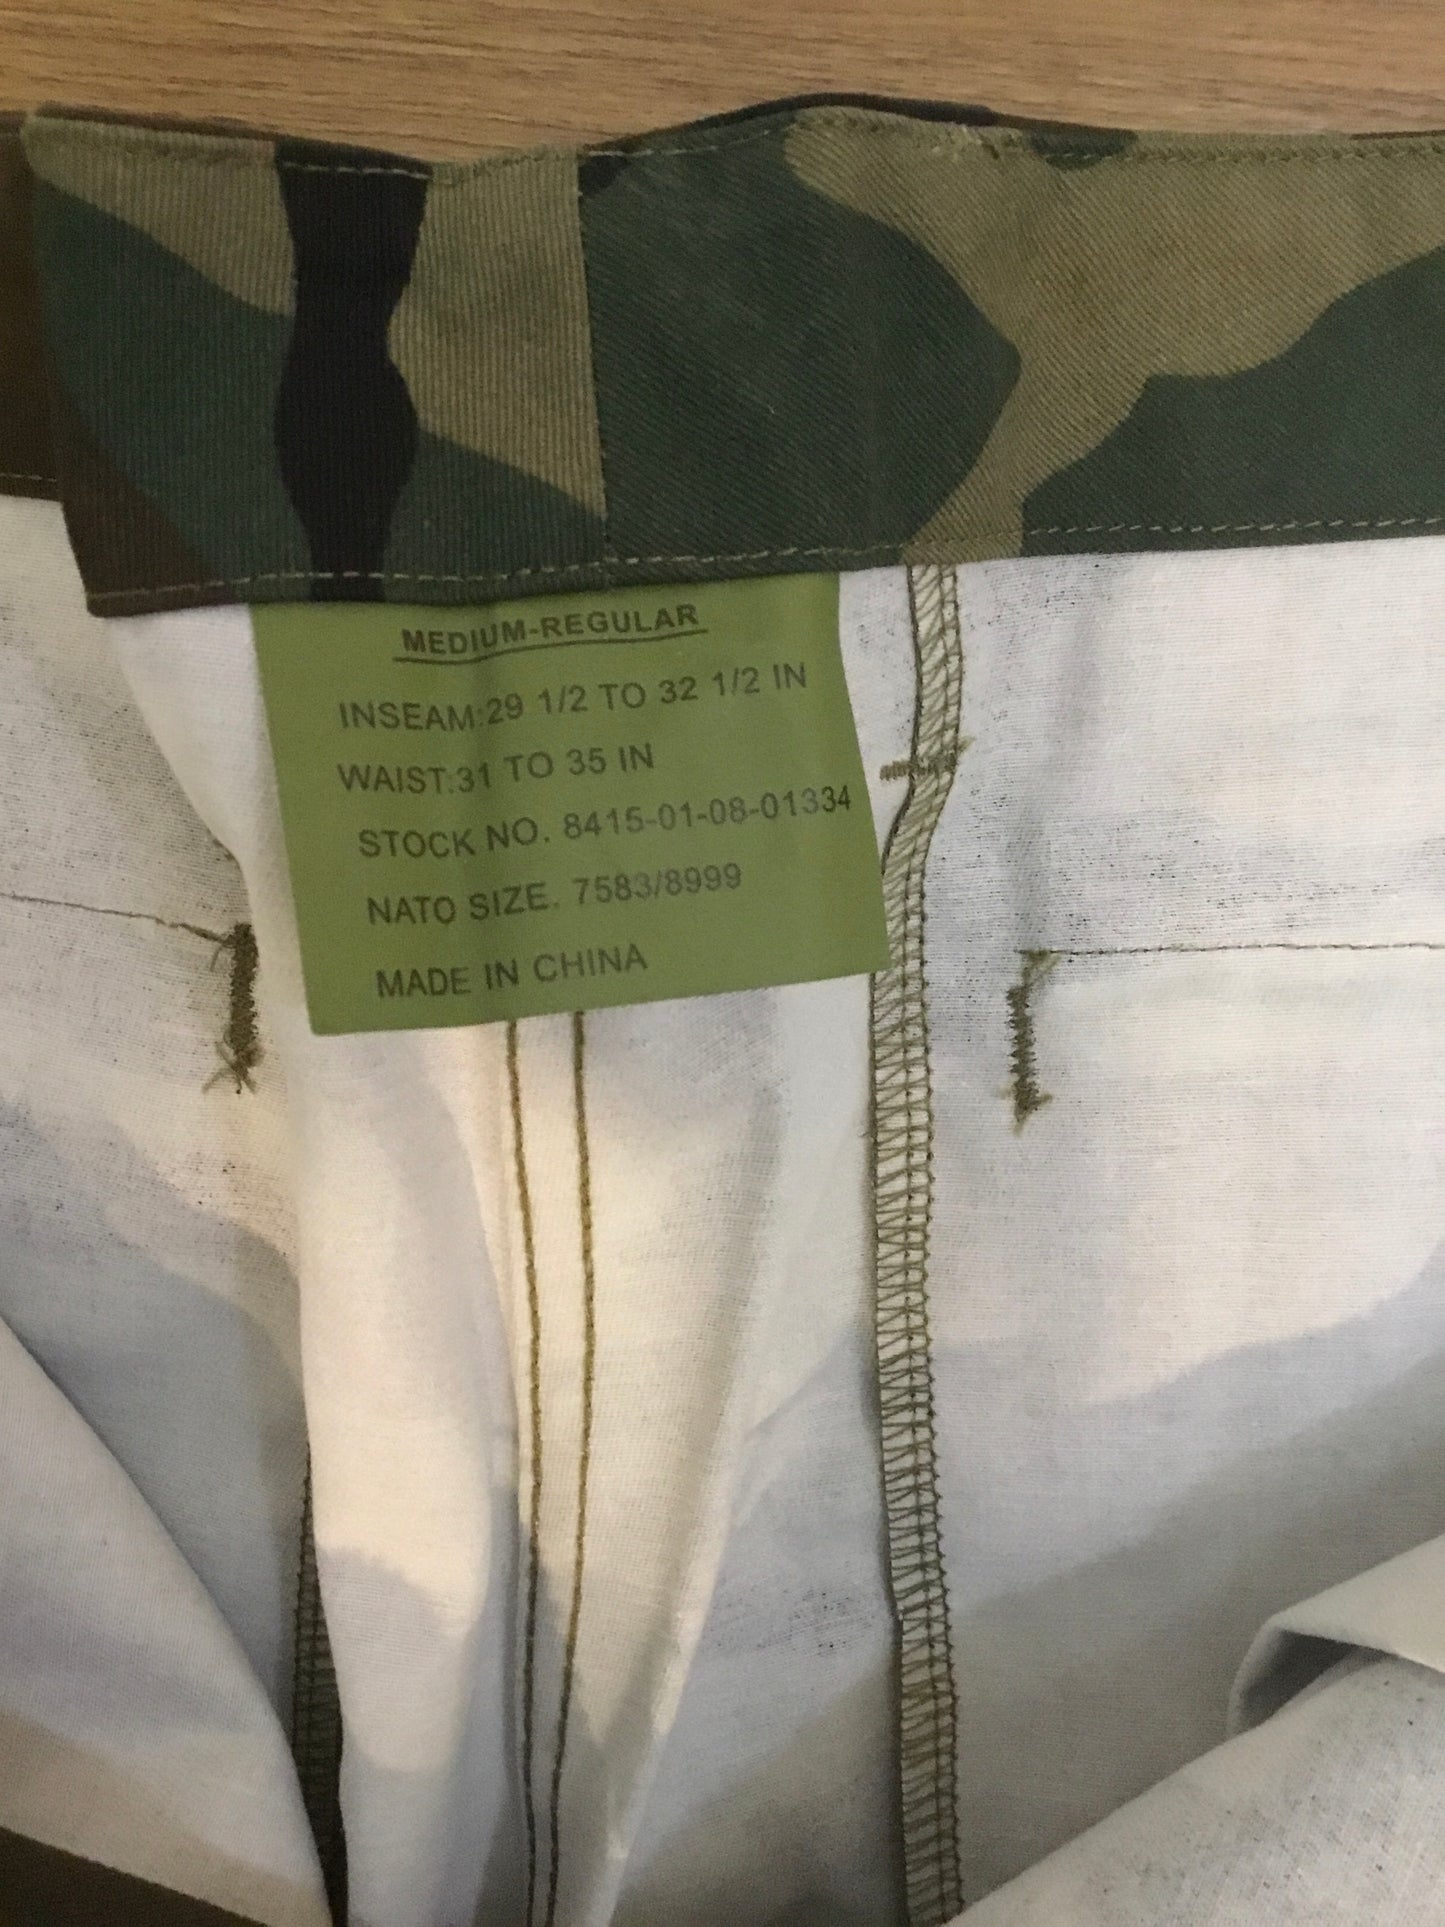 MEDIUM-REGULAR
INSEAM:29 1/2 TO 32 1/2 IN
WAIST:31 TO 35 IN
STOCK NO. 8415-01-08-01334
NATO SIZE. 7583/8999
MADE IN CHINA